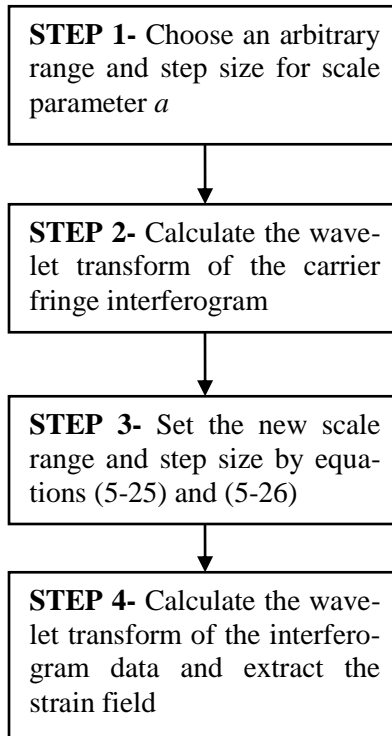 STEP 1- Choose an arbitrary
range and step size for scale
parameter a
STEP 2- Calculate the wave-
let transform of the carrier
fringe interferogram
STEP 3- Set the new scale
range and step size by equa-
tions (5-25) and (5-26)
STEP 4- Calculate the wave-
let transform of the interfero-
gram data and extract the
strain field